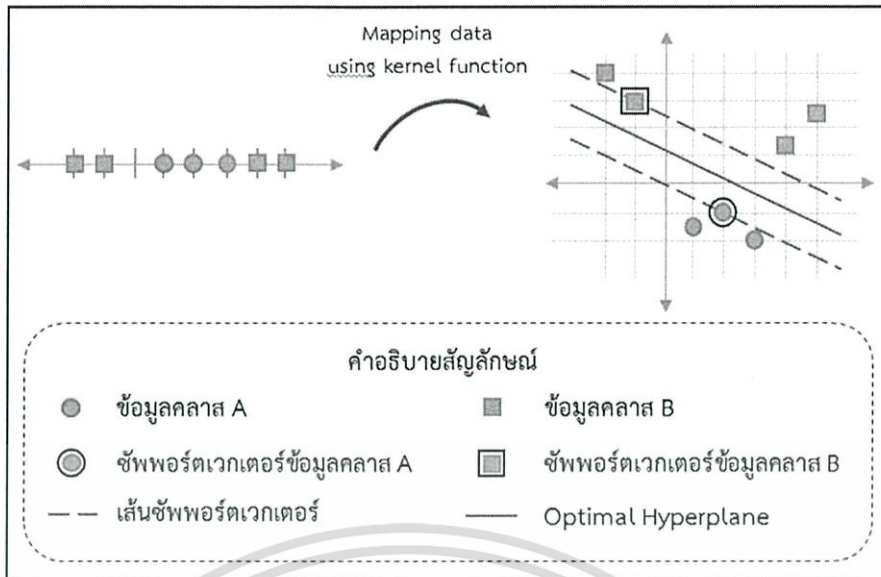 Mapping data
using kernel function
คำอธิบายสัญลักษณ์
ข้อมูลคลาส A
ข้อมูลคลาส B
ซัพพอร์ตเวกเตอร์ข้อมูลคลาส A
ซัพพอร์ตเวกเตอร์ข้อมูลคลาส B
เส้นซัพพอร์ตเวกเตอร์
Optimal Hyperplane